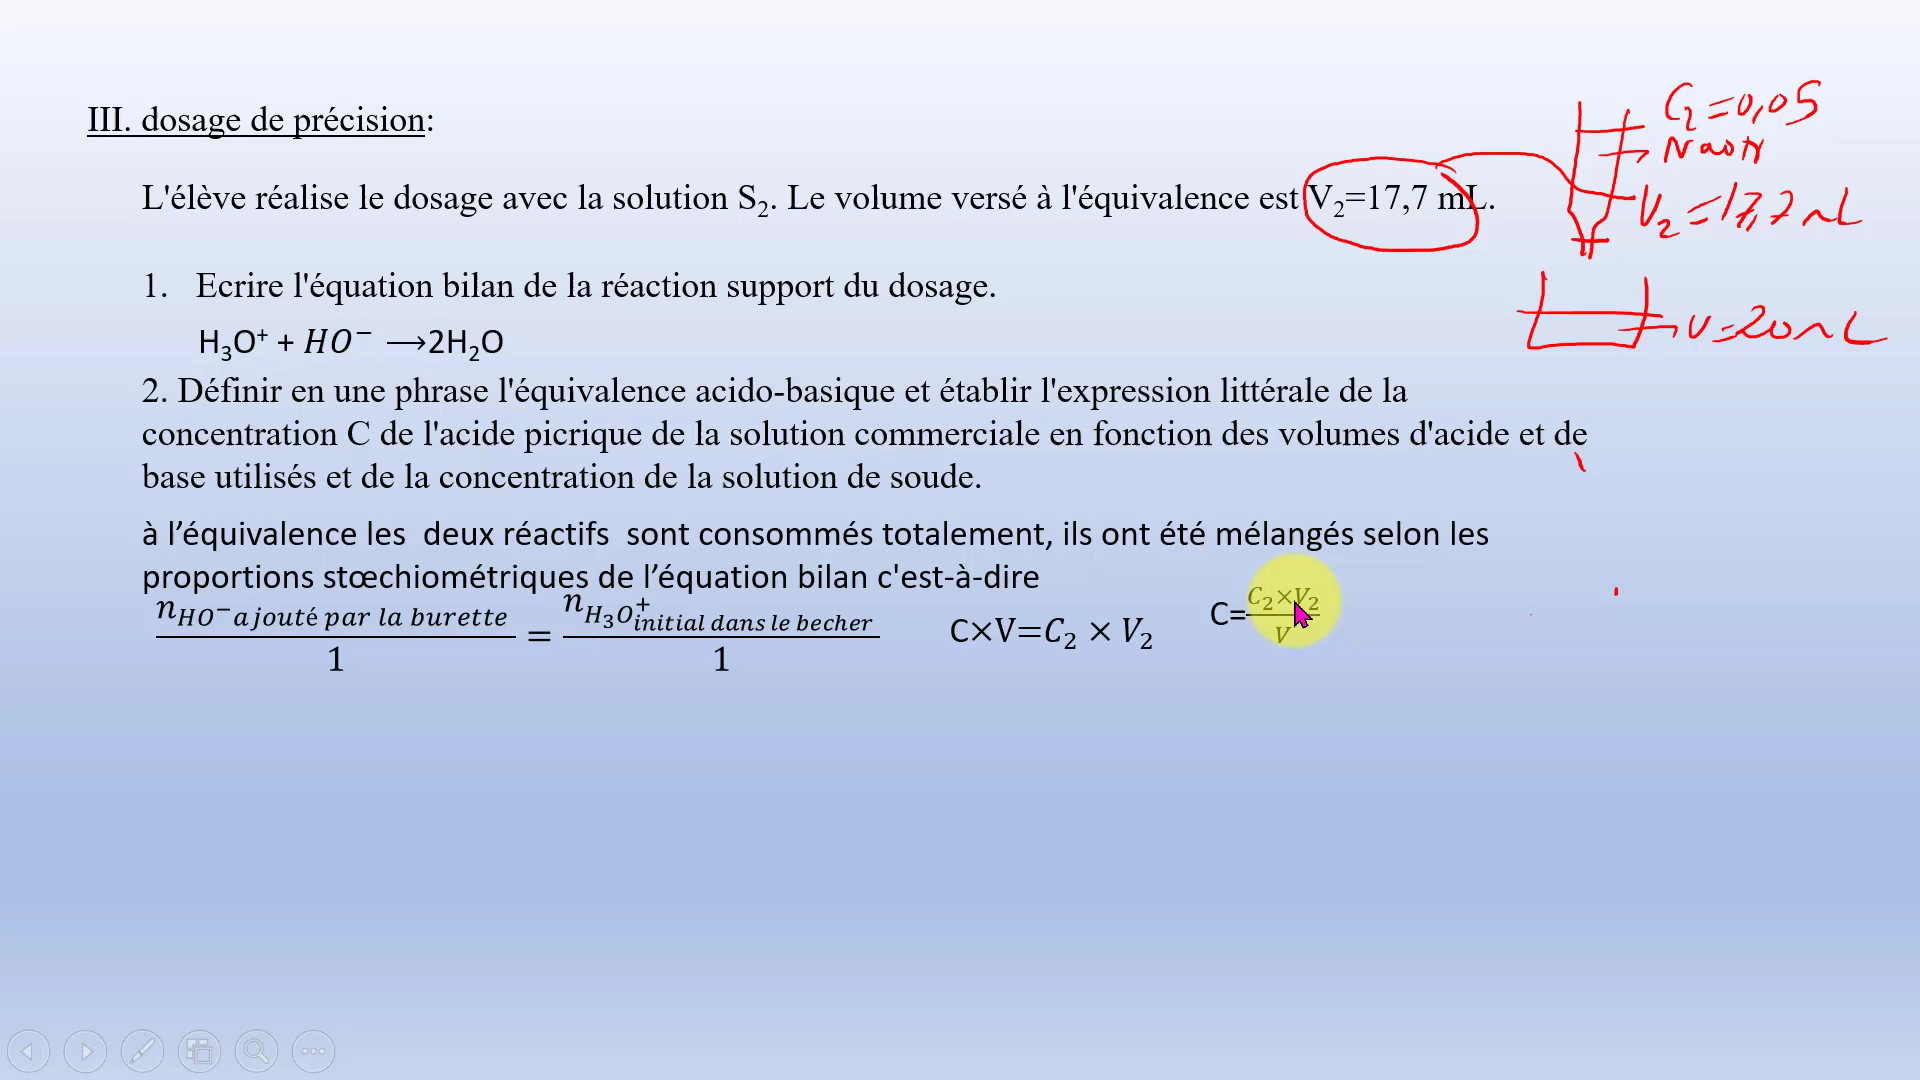 III. dosage de précision:
C₂ = 0,05
NaOH
L'élève réalise le dosage avec la solution S₂. Le volume versé à l'équivalence est V₂=17,7 mL.
V₂ = 17,7 mL
1. Ecrire l'équation bilan de la réaction support du dosage.
H₃O⁺ + HO⁻ ⟶2H₂O
V=20mL
2. Définir en une phrase l'équivalence acido-basique et établir l'expression littérale de la
concentration C de l'acide picrique de la solution commerciale en fonction des volumes d'acide et de
base utilisés et de la concentration de la solution de soude.
à l’équivalence les deux réactifs sont consommés totalement, ils ont été mélangés selon les
proportions stœchiométriques de l’équation bilan c'est-à-dire
n_{HO⁻ ajouté par la burette}/1 = n_{H₃O⁺ initial dans le becher}/1 C×V=C₂ × V₂ C=C₂×V₂/V